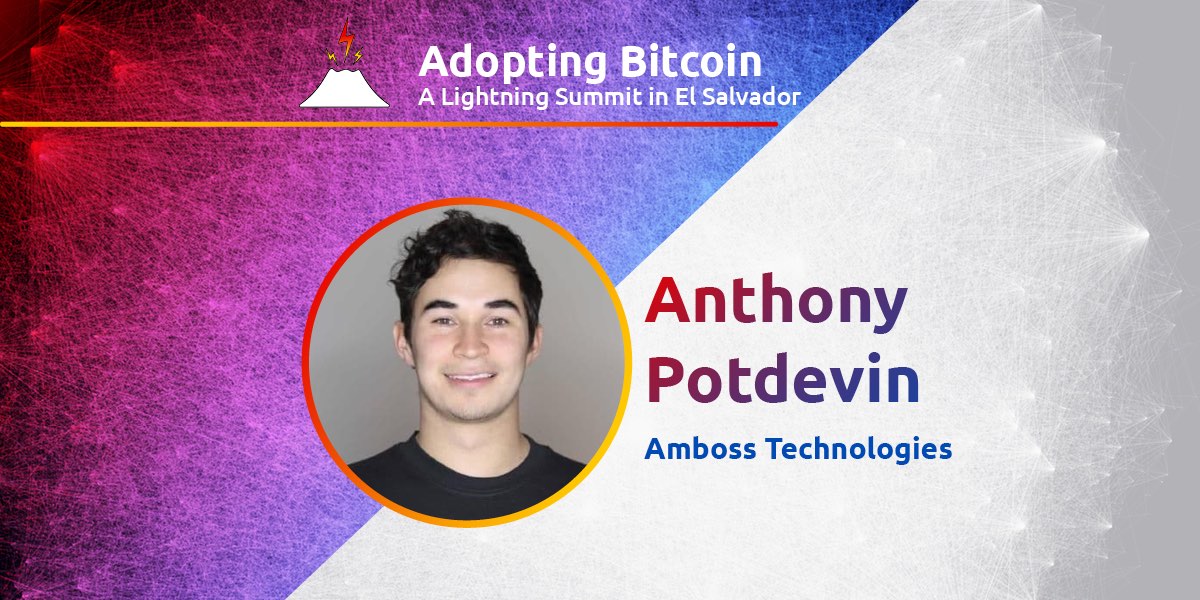 Adopting Bitcoin
A Lightning Summit in El Salvador
Anthony
Potdevin
Amboss Technologies